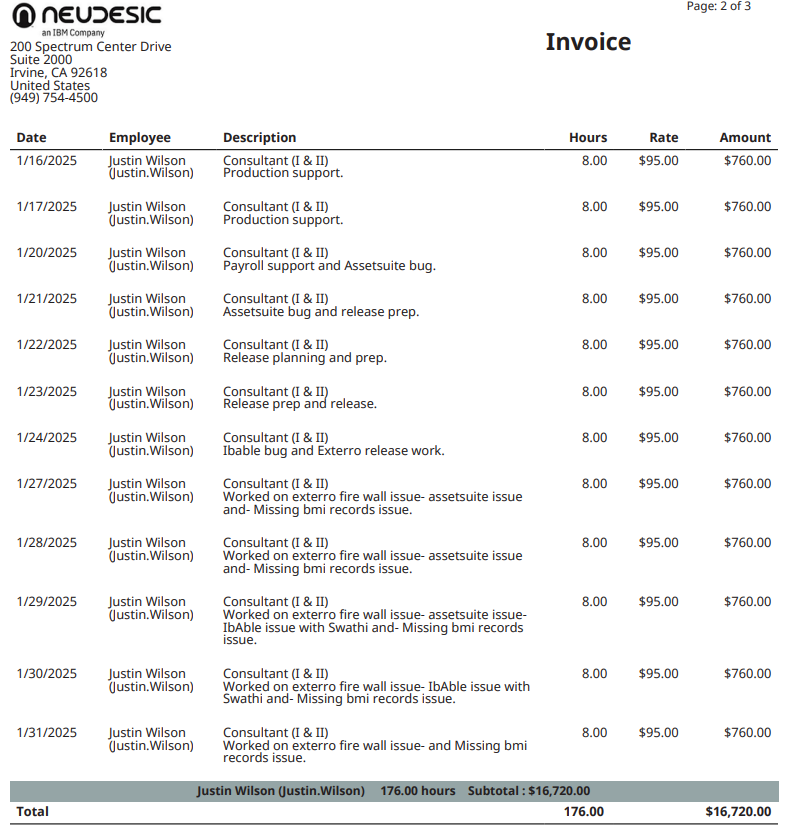 Page: 2 of 3
NEUDESIC
an IBM Company
Invoice
200 Spectrum Center Drive
Suite 2000
Irvine, CA 92618
United States
(949) 754-4500
Date Employee Description Hours Rate Amount
1/16/2025 Justin Wilson Consultant (I & II) 8.00 $95.00 $760.00
(Justin.Wilson) Production support.
1/17/2025 Justin Wilson Consultant (I & II) 8.00 $95.00 $760.00
(Justin.Wilson) Production support.
1/20/2025 Justin Wilson Consultant (I & II) 8.00 $95.00 $760.00
(Justin.Wilson) Payroll support and Assetsuite bug.
1/21/2025 Justin Wilson Consultant (I & II) 8.00 $95.00 $760.00
(Justin.Wilson) Assetsuite bug and release prep.
1/22/2025 Justin Wilson Consultant (I & II) 8.00 $95.00 $760.00
(Justin.Wilson) Release planning and prep.
1/23/2025 Justin Wilson Consultant (I & II) 8.00 $95.00 $760.00
(Justin.Wilson) Release prep and release.
1/24/2025 Justin Wilson Consultant (I & II) 8.00 $95.00 $760.00
(Justin.Wilson) Ibable bug and Exterro release work.
1/27/2025 Justin Wilson Consultant (I & II) 8.00 $95.00 $760.00
(Justin.Wilson) Worked on exterro fire wall issue- assetsuite issue
and- Missing bmi records issue.
1/28/2025 Justin Wilson Consultant (I & II) 8.00 $95.00 $760.00
(Justin.Wilson) Worked on exterro fire wall issue- assetsuite issue
and- Missing bmi records issue.
1/29/2025 Justin Wilson Consultant (I & II) 8.00 $95.00 $760.00
(Justin.Wilson) Worked on exterro fire wall issue- assetsuite issue-
IbAble issue with Swathi and- Missing bmi records
issue.
1/30/2025 Justin Wilson Consultant (I & II) 8.00 $95.00 $760.00
(Justin.Wilson) Worked on exterro fire wall issue- IbAble issue with
Swathi and- Missing bmi records issue.
1/31/2025 Justin Wilson Consultant (I & II) 8.00 $95.00 $760.00
(Justin.Wilson) Worked on exterro fire wall issue- and Missing bmi
records issue.
Justin Wilson (Justin.Wilson) 176.00 hours Subtotal : $16,720.00
Total 176.00 $16,720.00